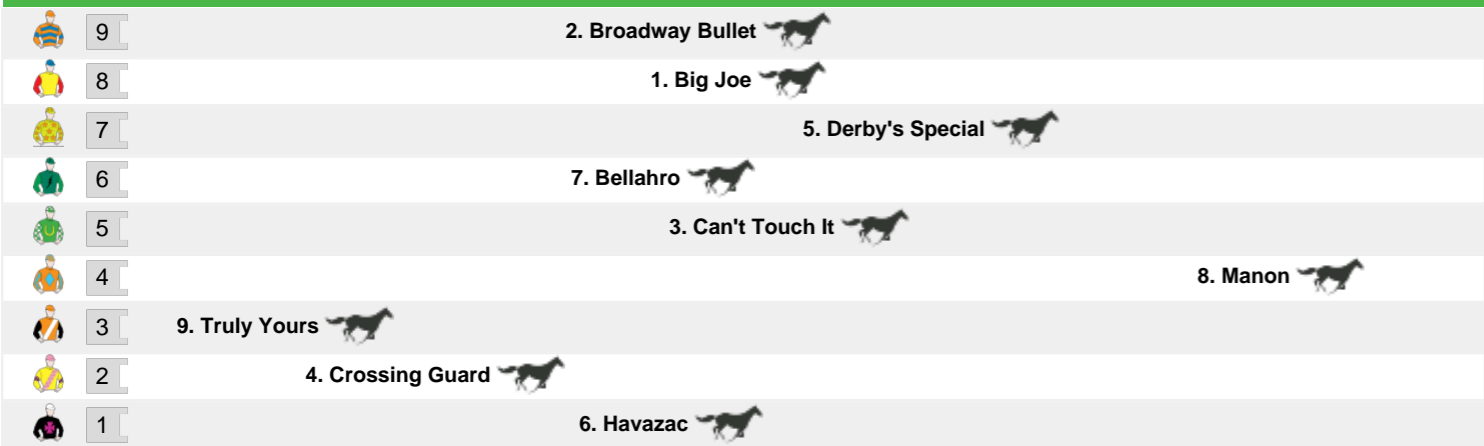 9 2. Broadway Bullet
8 1. Big Joe
7 5. Derby's Special
6 7. Bellahro
5 3. Can't Touch It
4 8. Manon
3 9. Truly Yours
2 4. Crossing Guard
1 6. Havazac